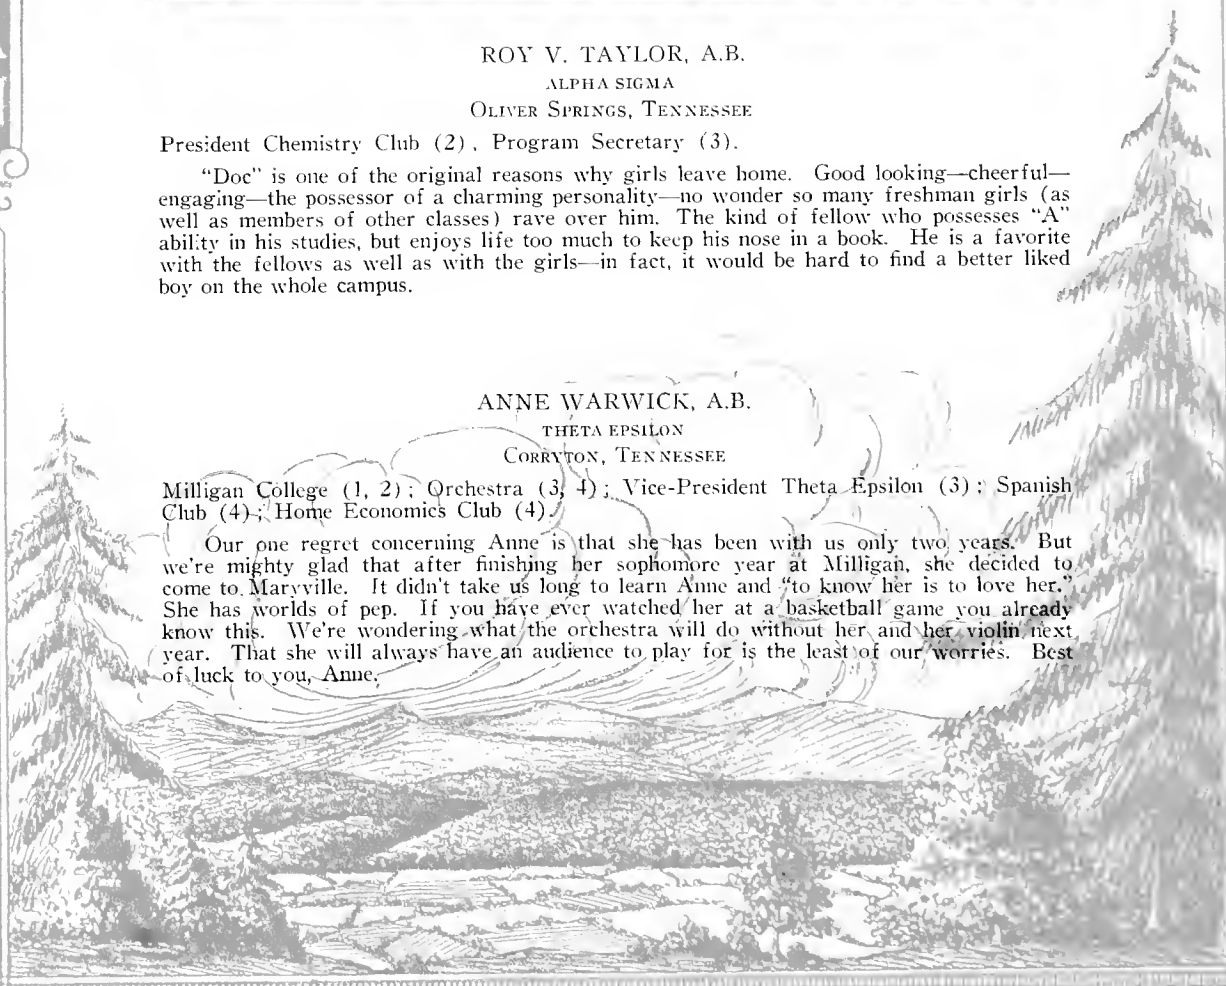 ROY V. TAYLOR, A.B.
ALPHA SIGMA
OLIVER SPRINGS, TENNESSEE
President Chemistry Club (2), Program Secretary (3).
"Doc" is one of the original reasons why girls leave home. Good looking—cheerful—
engaging—the possessor of a charming personality—no wonder so many freshman girls (as
well as members of other classes) rave over him. The kind of fellow who possesses "A"
ability in his studies, but enjoys life too much to keep his nose in a book. He is a favorite
with the fellows as well as with the girls—in fact, it would be hard to find a better liked
boy on the whole campus.
ANNE WARWICK, A.B.
THETA EPSILON
CORRYTON, TENNESSEE
Milligan College (1, 2); Orchestra (3, 4); Vice-President Theta Epsilon (3); Spanish
Club (4); Home Economics Club (4).
Our one regret concerning Anne is that she has been with us only two years. But
we're mighty glad that after finishing her sophomore year at Milligan, she decided to
come to Maryville. It didn't take us long to learn Anne and "to know her is to love her."
She has worlds of pep. If you have ever watched her at a basketball game you already
know this. We're wondering what the orchestra will do without her and her violin next
year. That she will always have an audience to play for is the least of our worries. Best
of luck to you, Anne.